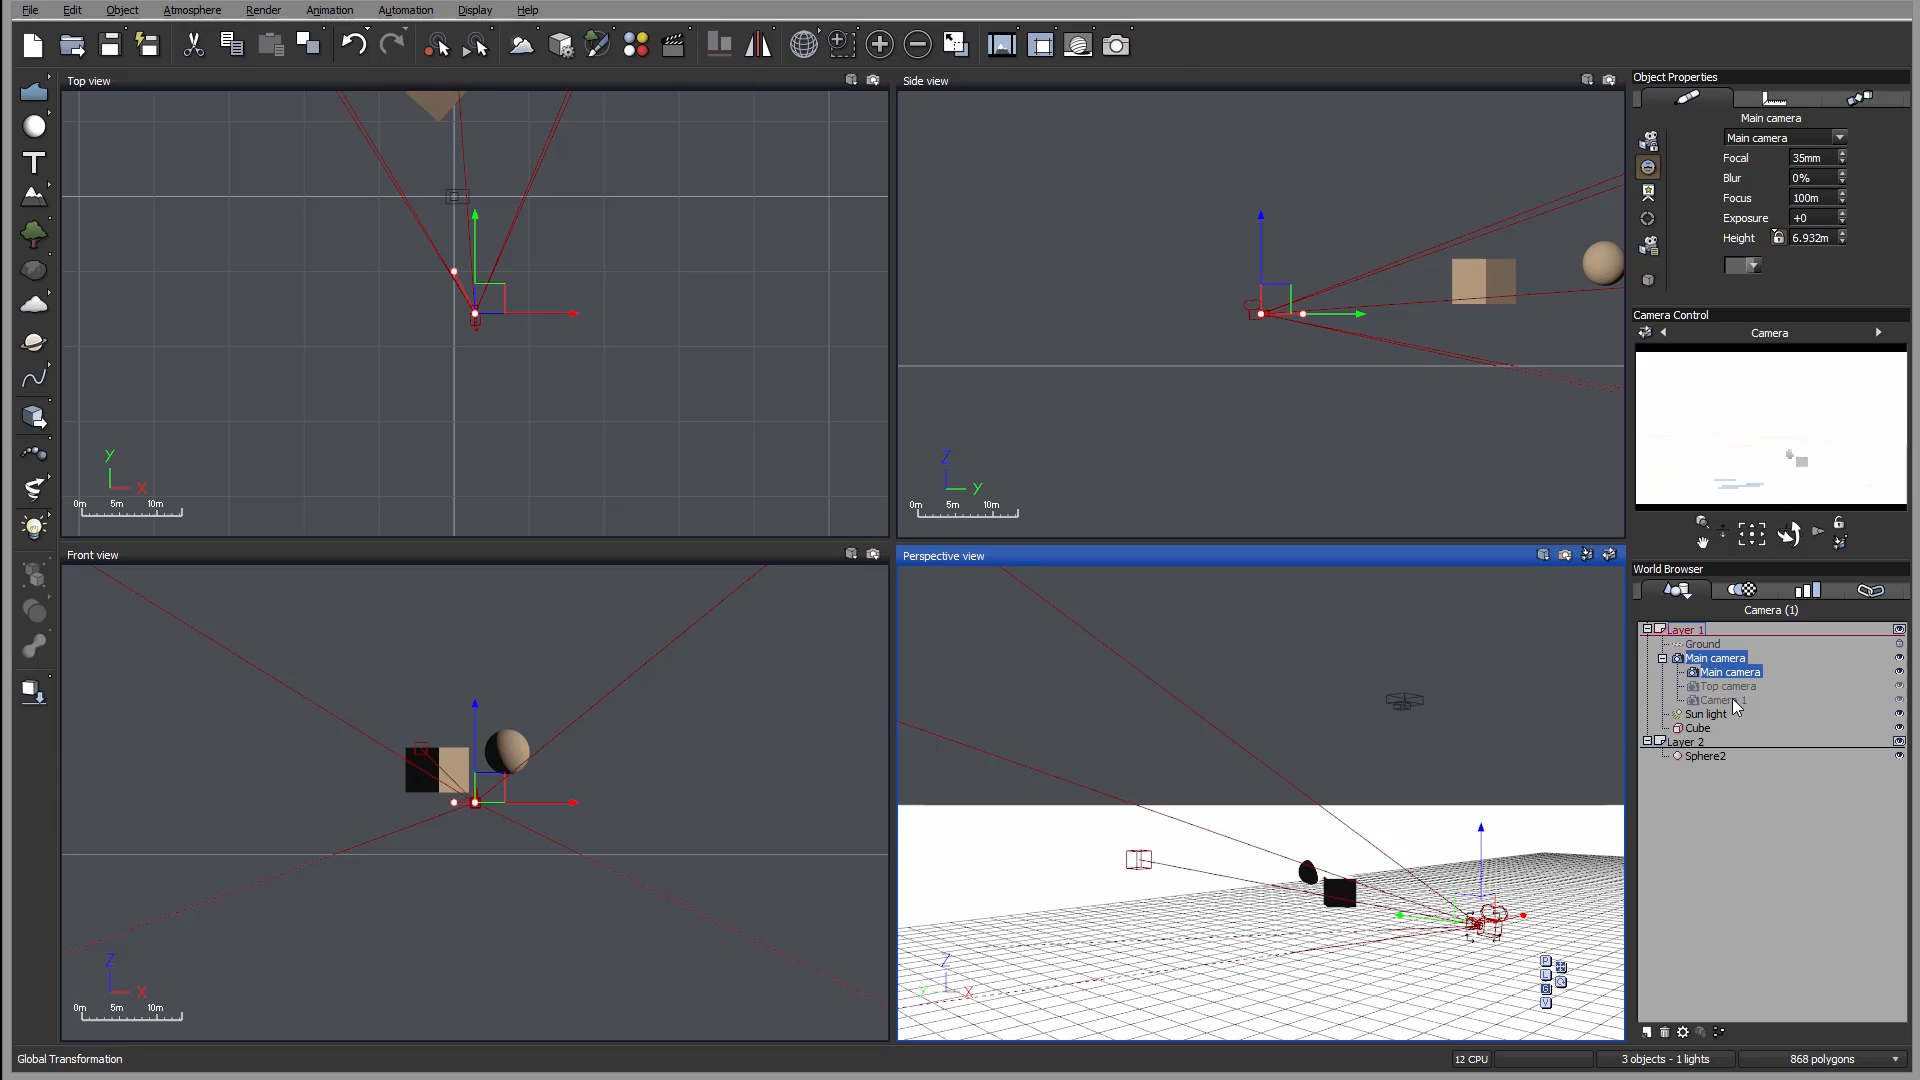 File Edit Object Atmosphere Render Animation Automation Display Help
Top view
Y
X
0m 5m 10m
Side view
Z
Y
0m 5m 10m
Front view
Z
X
0m 5m 10m
Perspective view
Z
Y
X
P
L
V
Object Properties
Main camera
Main camera
Focal 35mm
Blur 0%
Focus 100m
Exposure +0
Height 6.932m
Camera Control
Camera
World Browser
Camera (1)
Layer 1
Ground
Main camera
Main camera
Top camera
Camera 1
Sun light
Cube
Layer 2
Sphere2
Global Transformation
12 CPU
3 objects - 1 lights
868 polygons